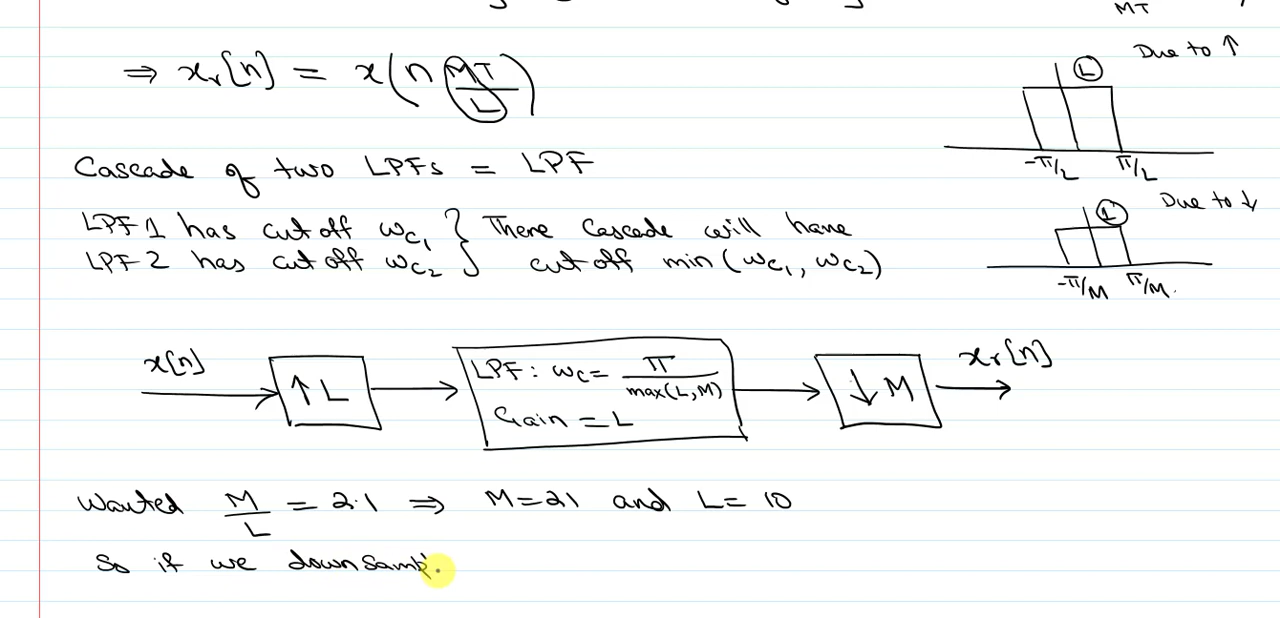 MT
Due to ↑
⇒ xr[n] = x(n MT/L)
L
-π/L π/L
Cascade of two LPFs = LPF
Due to ↓
1
LPF 1 has cut off ωc1 } There Cascade will have
LPF 2 has cut off ωc2 } cut off min(ωc1, ωc2)
-π/M π/M.
x[n]
↑ L
LPF: ωc = π/max(L,M)
Gain = L
↓ M
xr[n]
Wanted M/L = 2.1 ⇒ M=21 and L= 10
So if we downsamp